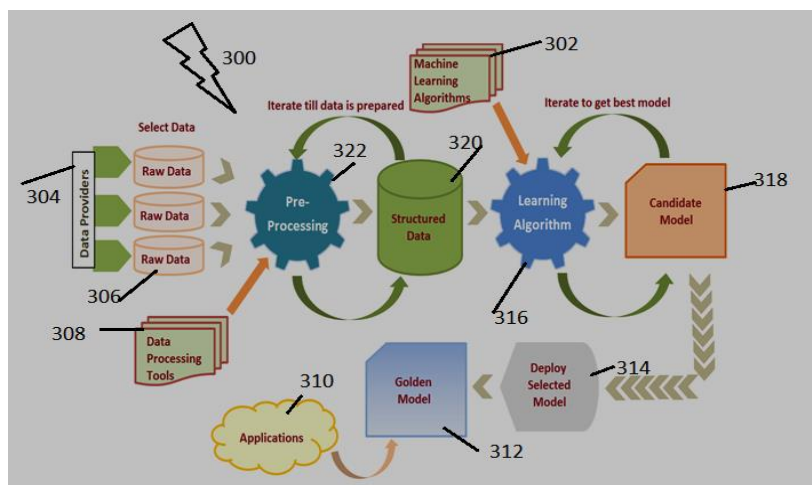 300
302
Machine
Learning
Algorithms
Iterate till data is prepared
Iterate to get best model
Select Data
304
Data Providers
Raw Data
Raw Data
Raw Data
306
322
Pre-
Processing
320
Structured
Data
Learning
Algorithm
316
318
Candidate
Model
308
Data
Processing
Tools
310
Applications
Golden
Model
312
Deploy
Selected
Model
314